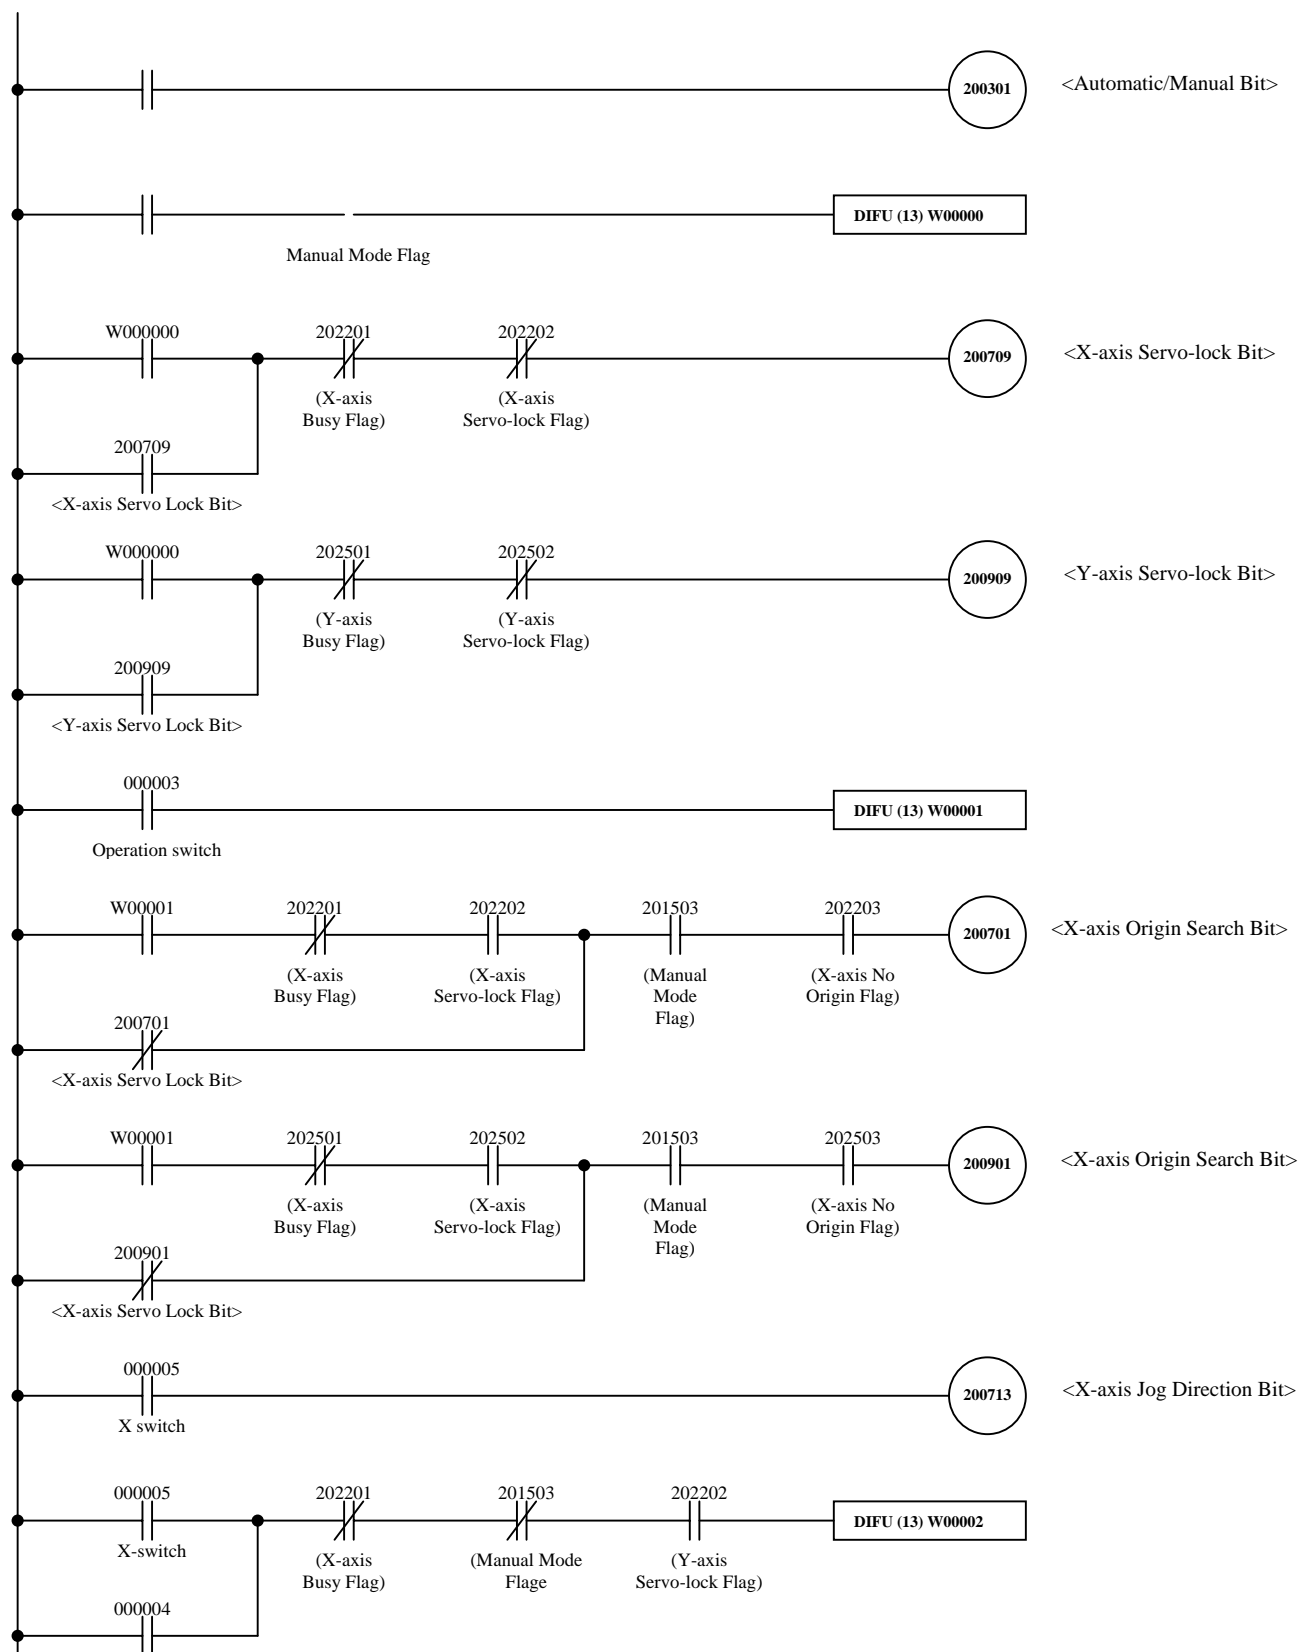 200301
<Automatic/Manual Bit>
DIFU (13) W00000
Manual Mode Flag
W000000
202201
202202
200709
<X-axis Servo-lock Bit>
(X-axis
Busy Flag)
(X-axis
Servo-lock Flag)
200709
<X-axis Servo Lock Bit>
W000000
202501
202502
200909
<Y-axis Servo-lock Bit>
(Y-axis
Busy Flag)
(Y-axis
Servo-lock Flag)
200909
<Y-axis Servo Lock Bit>
000003
DIFU (13) W00001
Operation switch
W00001
202201
202202
201503
202203
200701
<X-axis Origin Search Bit>
(X-axis
Busy Flag)
(X-axis
Servo-lock Flag)
(Manual
Mode
Flag)
(X-axis No
Origin Flag)
200701
<X-axis Servo Lock Bit>
W00001
202501
202502
201503
202503
200901
<X-axis Origin Search Bit>
(X-axis
Busy Flag)
(X-axis
Servo-lock Flag)
(Manual
Mode
Flag)
(X-axis No
Origin Flag)
200901
<X-axis Servo Lock Bit>
000005
200713
<X-axis Jog Direction Bit>
X switch
000005
202201
201503
202202
DIFU (13) W00002
X-switch
(X-axis
Busy Flag)
(Manual Mode
Flage
(Y-axis
Servo-lock Flag)
000004